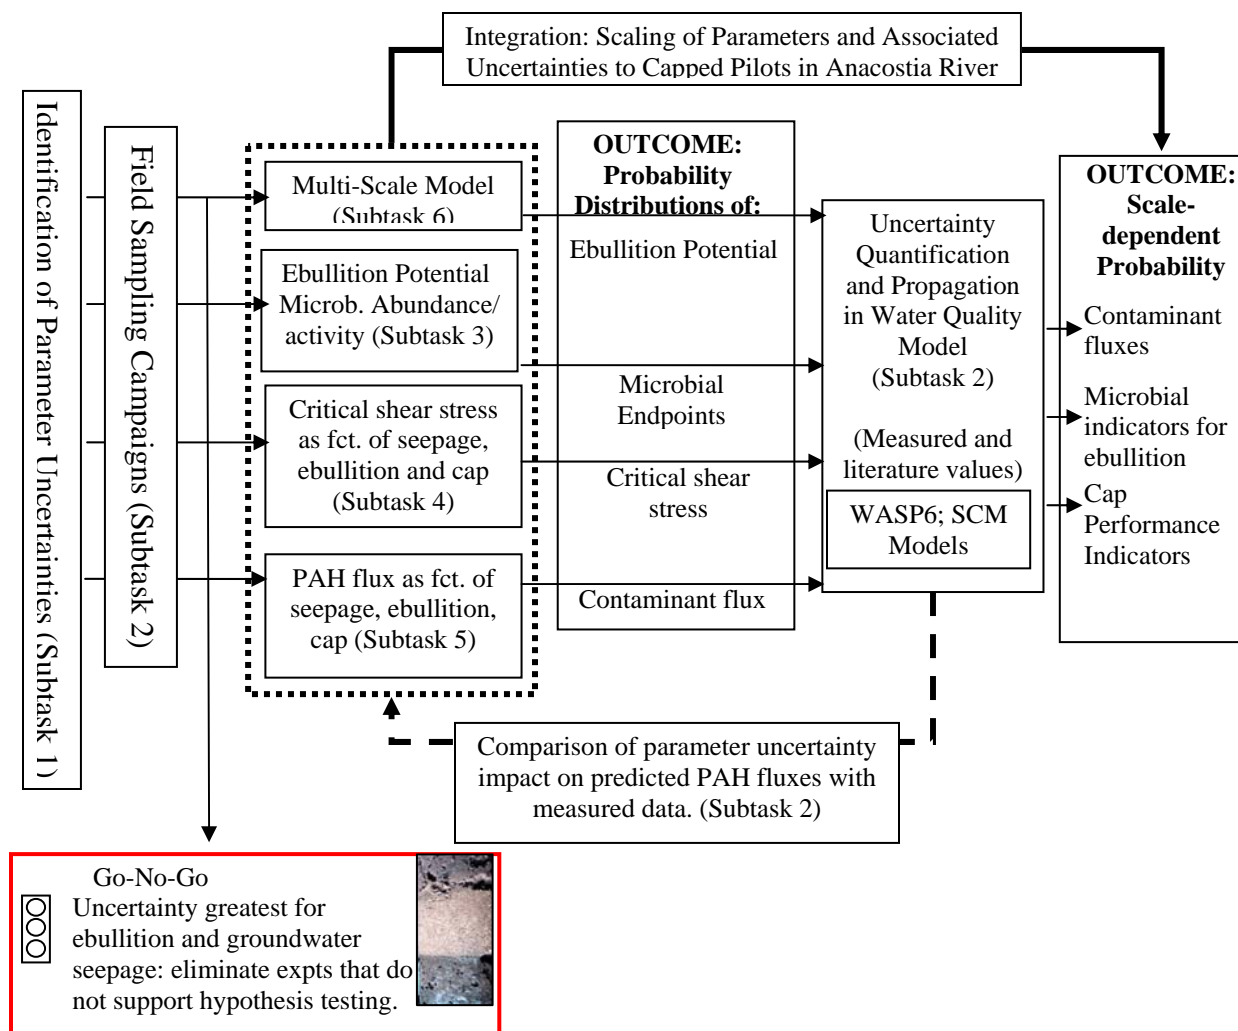 Integration: Scaling of Parameters and Associated
Uncertainties to Capped Pilots in Anacostia River
Identification of Parameter Uncertainties (Subtask 1)
Field Sampling Campaigns (Subtask 2)
Multi-Scale Model
(Subtask 6)
Ebullition Potential
Microb. Abundance/
activity (Subtask 3)
Critical shear stress
as fct. of seepage,
ebullition and cap
(Subtask 4)
PAH flux as fct. of
seepage, ebullition,
cap (Subtask 5)
OUTCOME:
Probability
Distributions of:
Ebullition Potential
Microbial
Endpoints
Critical shear
stress
Contaminant flux
Uncertainty
Quantification
and Propagation
in Water Quality
Model
(Subtask 2)
(Measured and
literature values)
WASP6; SCM
Models
OUTCOME:
Scale-
dependent
Probability
Contaminant
fluxes
Microbial
indicators for
ebullition
Cap
Performance
Indicators
Comparison of parameter uncertainty
impact on predicted PAH fluxes with
measured data. (Subtask 2)
Go-No-Go
Uncertainty greatest for
ebullition and groundwater
seepage: eliminate expts that do
not support hypothesis testing.